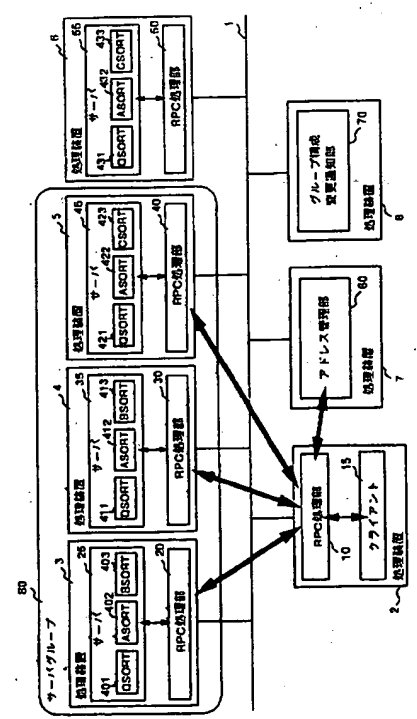 80
サーバグループ
3
処理装置
25
サーバ
401
402
403
QSORT
ASORT
BSORT
RPC処理部
20
4
処理装置
35
サーバ
411
412
413
QSORT
ASORT
BSORT
RPC処理部
30
5
処理装置
45
サーバ
421
422
423
QSORT
ASORT
CSORT
RPC処理部
40
6
処理装置
55
サーバ
431
432
433
QSORT
ASORT
CSORT
RPC処理部
50
1
RPC処理部
10
クライアント
15
処理装置
2
アドレス管理部
60
処理装置
7
グループ構成
変更通知部
70
処理装置
8